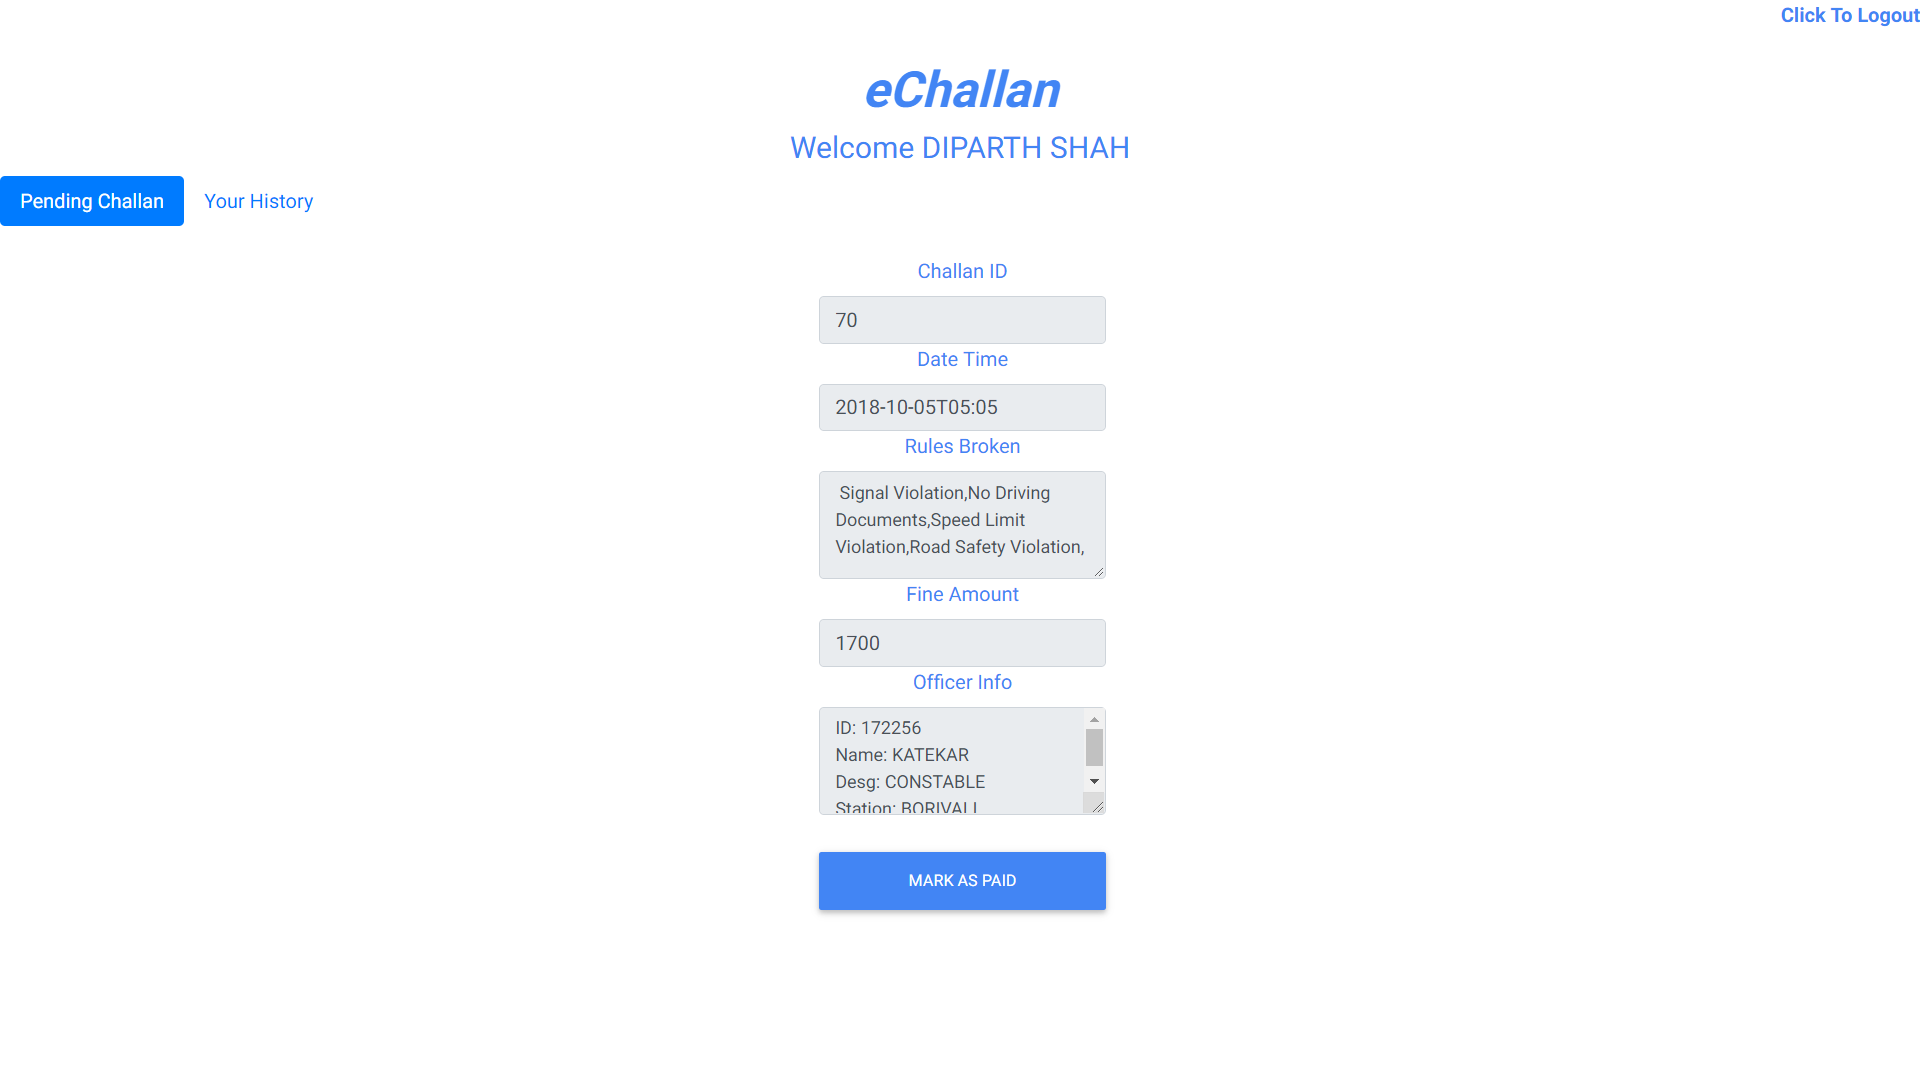 Click To Logout
eChallan
Welcome DIPARTH SHAH
Pending Challan
Your History
Challan ID
70
Date Time
2018-10-05T05:05
Rules Broken
Signal Violation,No Driving
Documents,Speed Limit
Violation,Road Safety Violation,
Fine Amount
1700
Officer Info
ID: 172256
Name: KATEKAR
Desg: CONSTABLE
Station: BORIVALI
MARK AS PAID